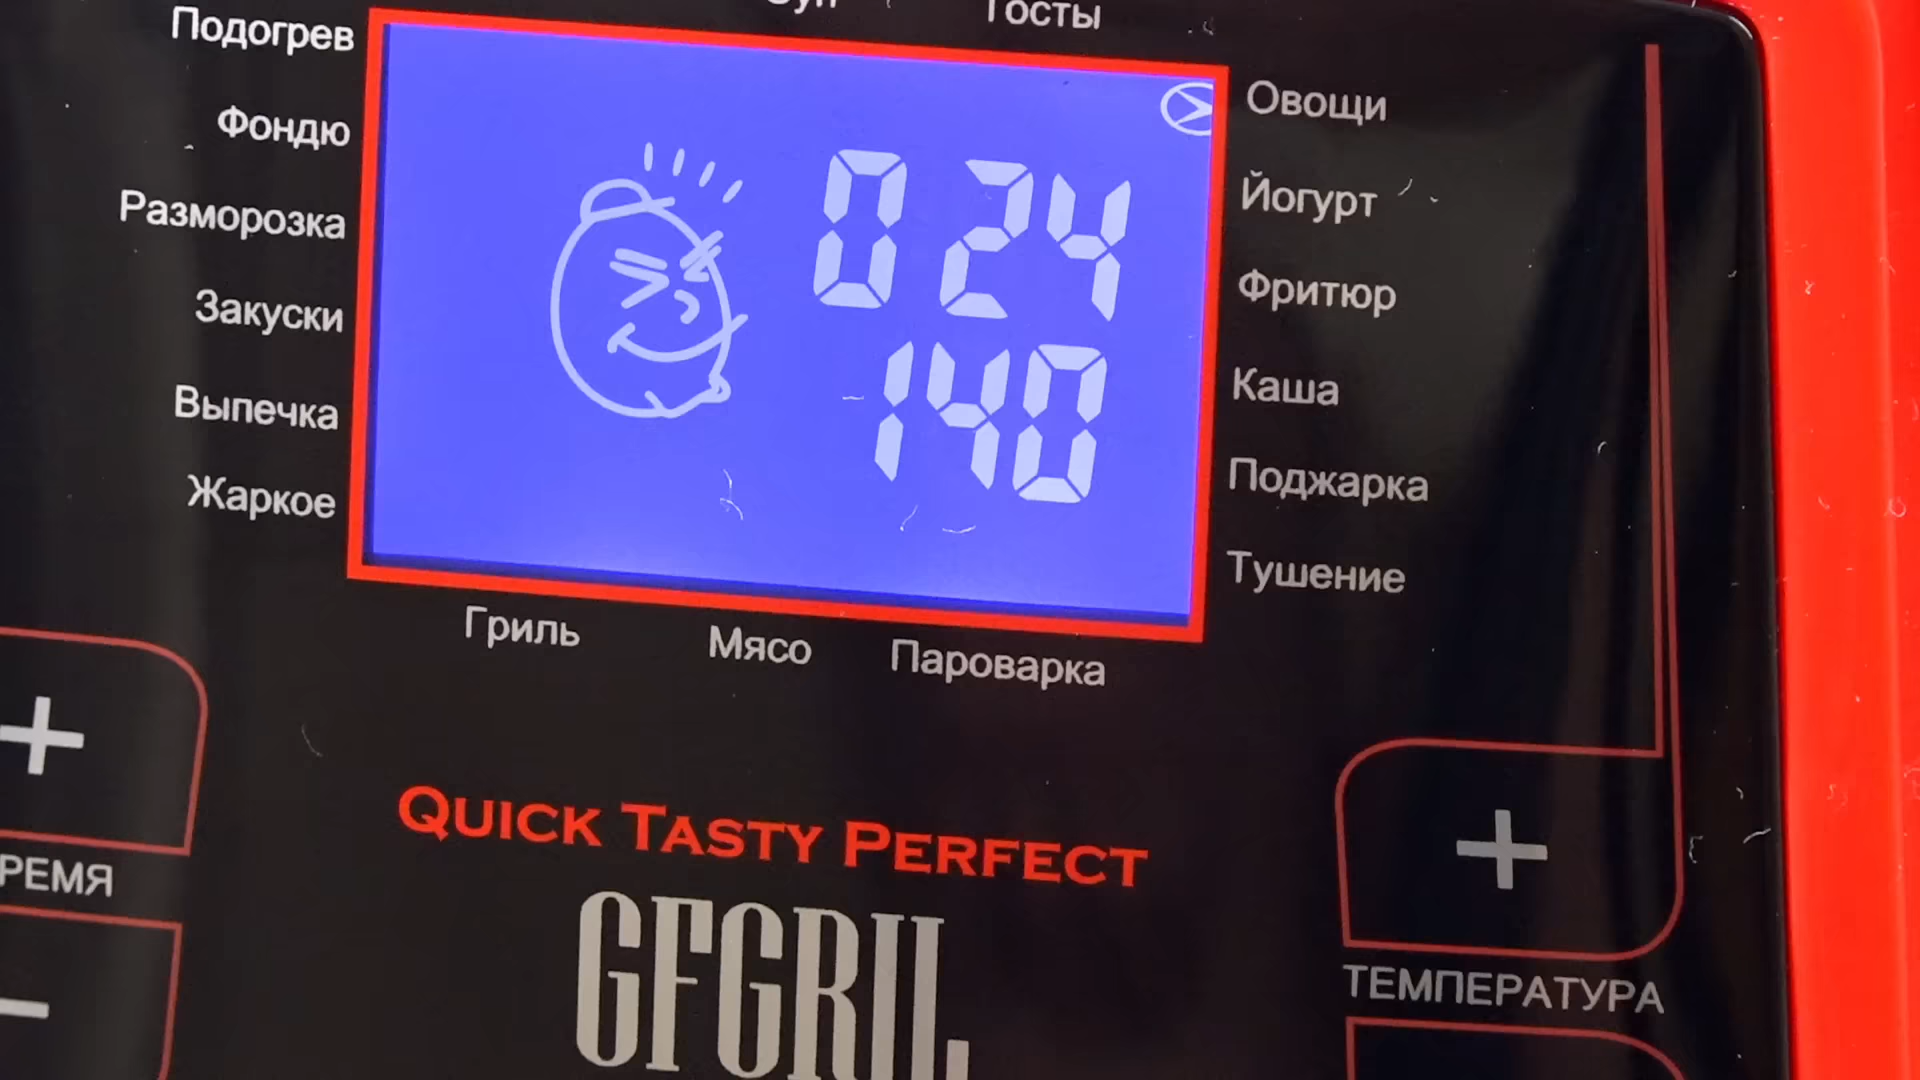 Тосты
Подогрев
Фондю
Разморозка
Закуски
Выпечка
Жаркое
0 24
140
Овощи
Йогурт
Фритюр
Каша
Поджарка
Тушение
Гриль
Мясо
Пароварка
+
РЕМЯ
−
QUICK TASTY PERFECT
GFGRIL
+
ТЕМПЕРАТУРА